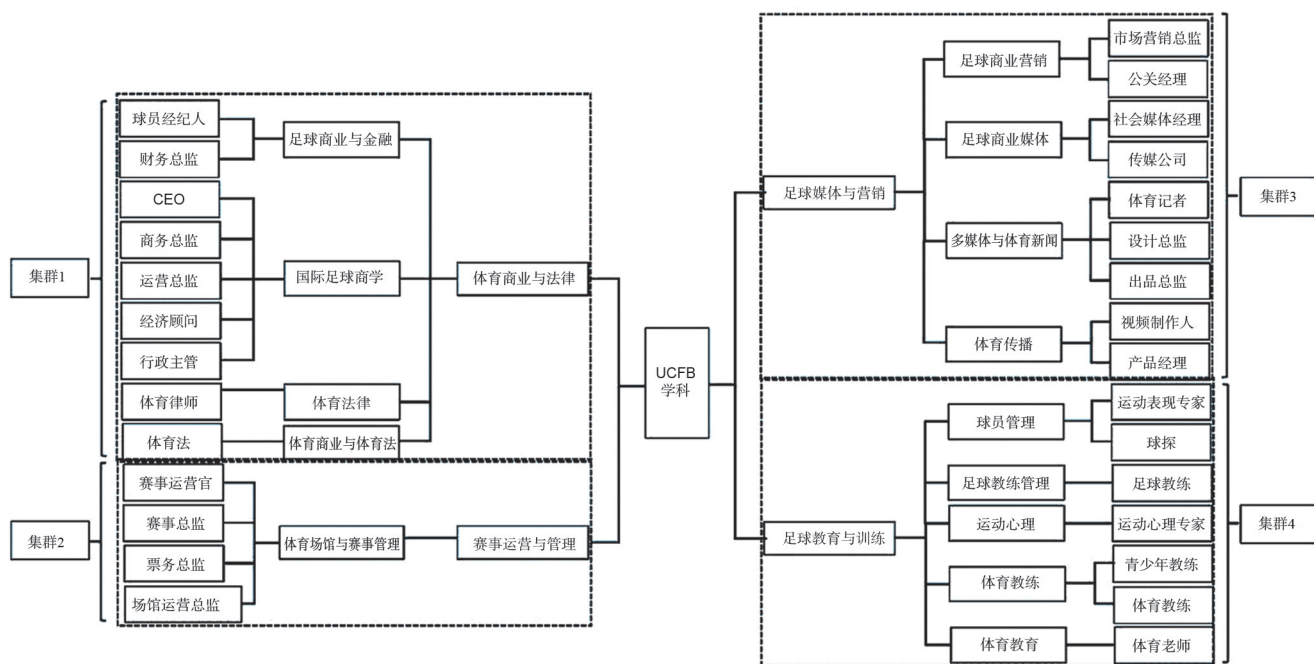 集群1
球员经纪人
财务总监
CEO
商务总监
运营总监
经济顾问
行政主管
体育律师
体育法
足球商业与金融
国际足球商学
体育法律
体育商业与体育法
体育商业与法律
集群2
赛事运营官
赛事总监
票务总监
场馆运营总监
体育场馆与赛事管理
赛事运营与管理
UCFB
学科
足球媒体与营销
足球商业营销
足球商业媒体
多媒体与体育新闻
体育传播
市场营销总监
公关经理
社会媒体经理
传媒公司
体育记者
设计总监
出品总监
视频制作人
产品经理
集群3
足球教育与训练
球员管理
足球教练管理
运动心理
体育教练
体育教育
运动表现专家
球探
足球教练
运动心理专家
青少年教练
体育教练
体育老师
集群4